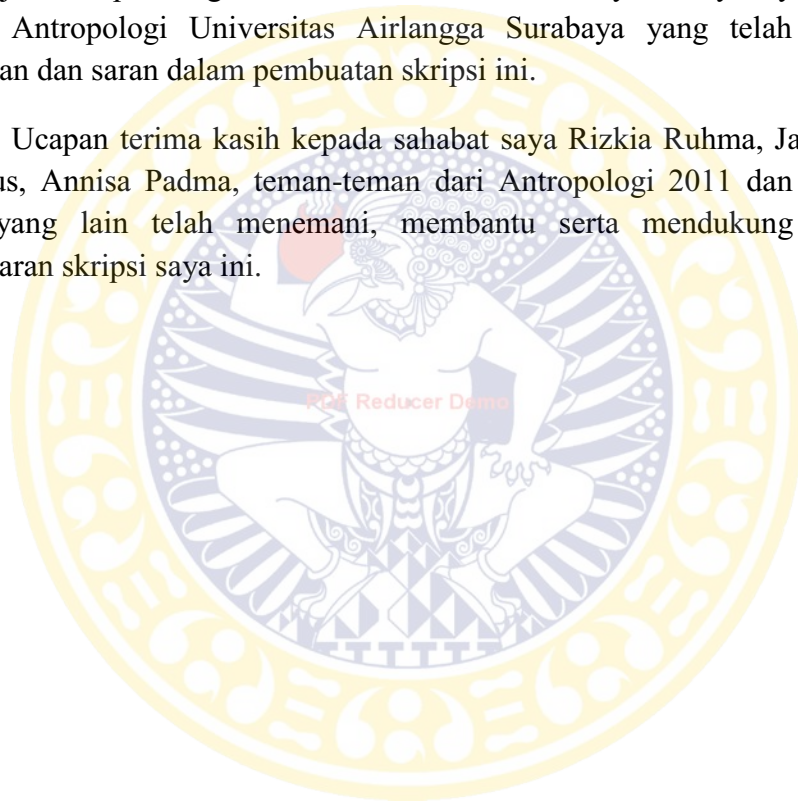 Antropologi Universitas Airlangga Surabaya yang telah
an dan saran dalam pembuatan skripsi ini.
Ucapan terima kasih kepada sahabat saya Rizkia Ruhma, Ja
us, Annisa Padma, teman-teman dari Antropologi 2011 dan
yang lain telah menemani, membantu serta mendukung
aran skripsi saya ini.
PDF Reducer Demo